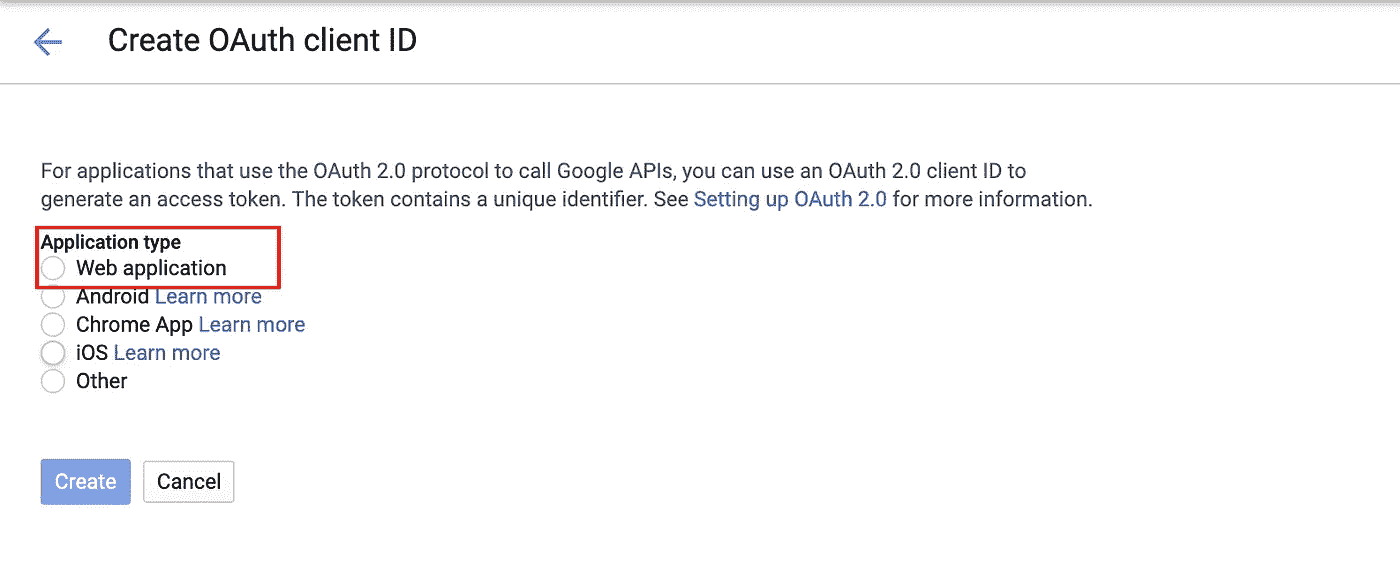 Create OAuth client ID
For applications that use the OAuth 2.0 protocol to call Google APIs, you can use an OAuth 2.0 client ID to
generate an access token. The token contains a unique identifier. See Setting up OAuth 2.0 for more information.
Application type
Web application
Android Learn more
Chrome App Learn more
iOS Learn more
Other
Create Cancel